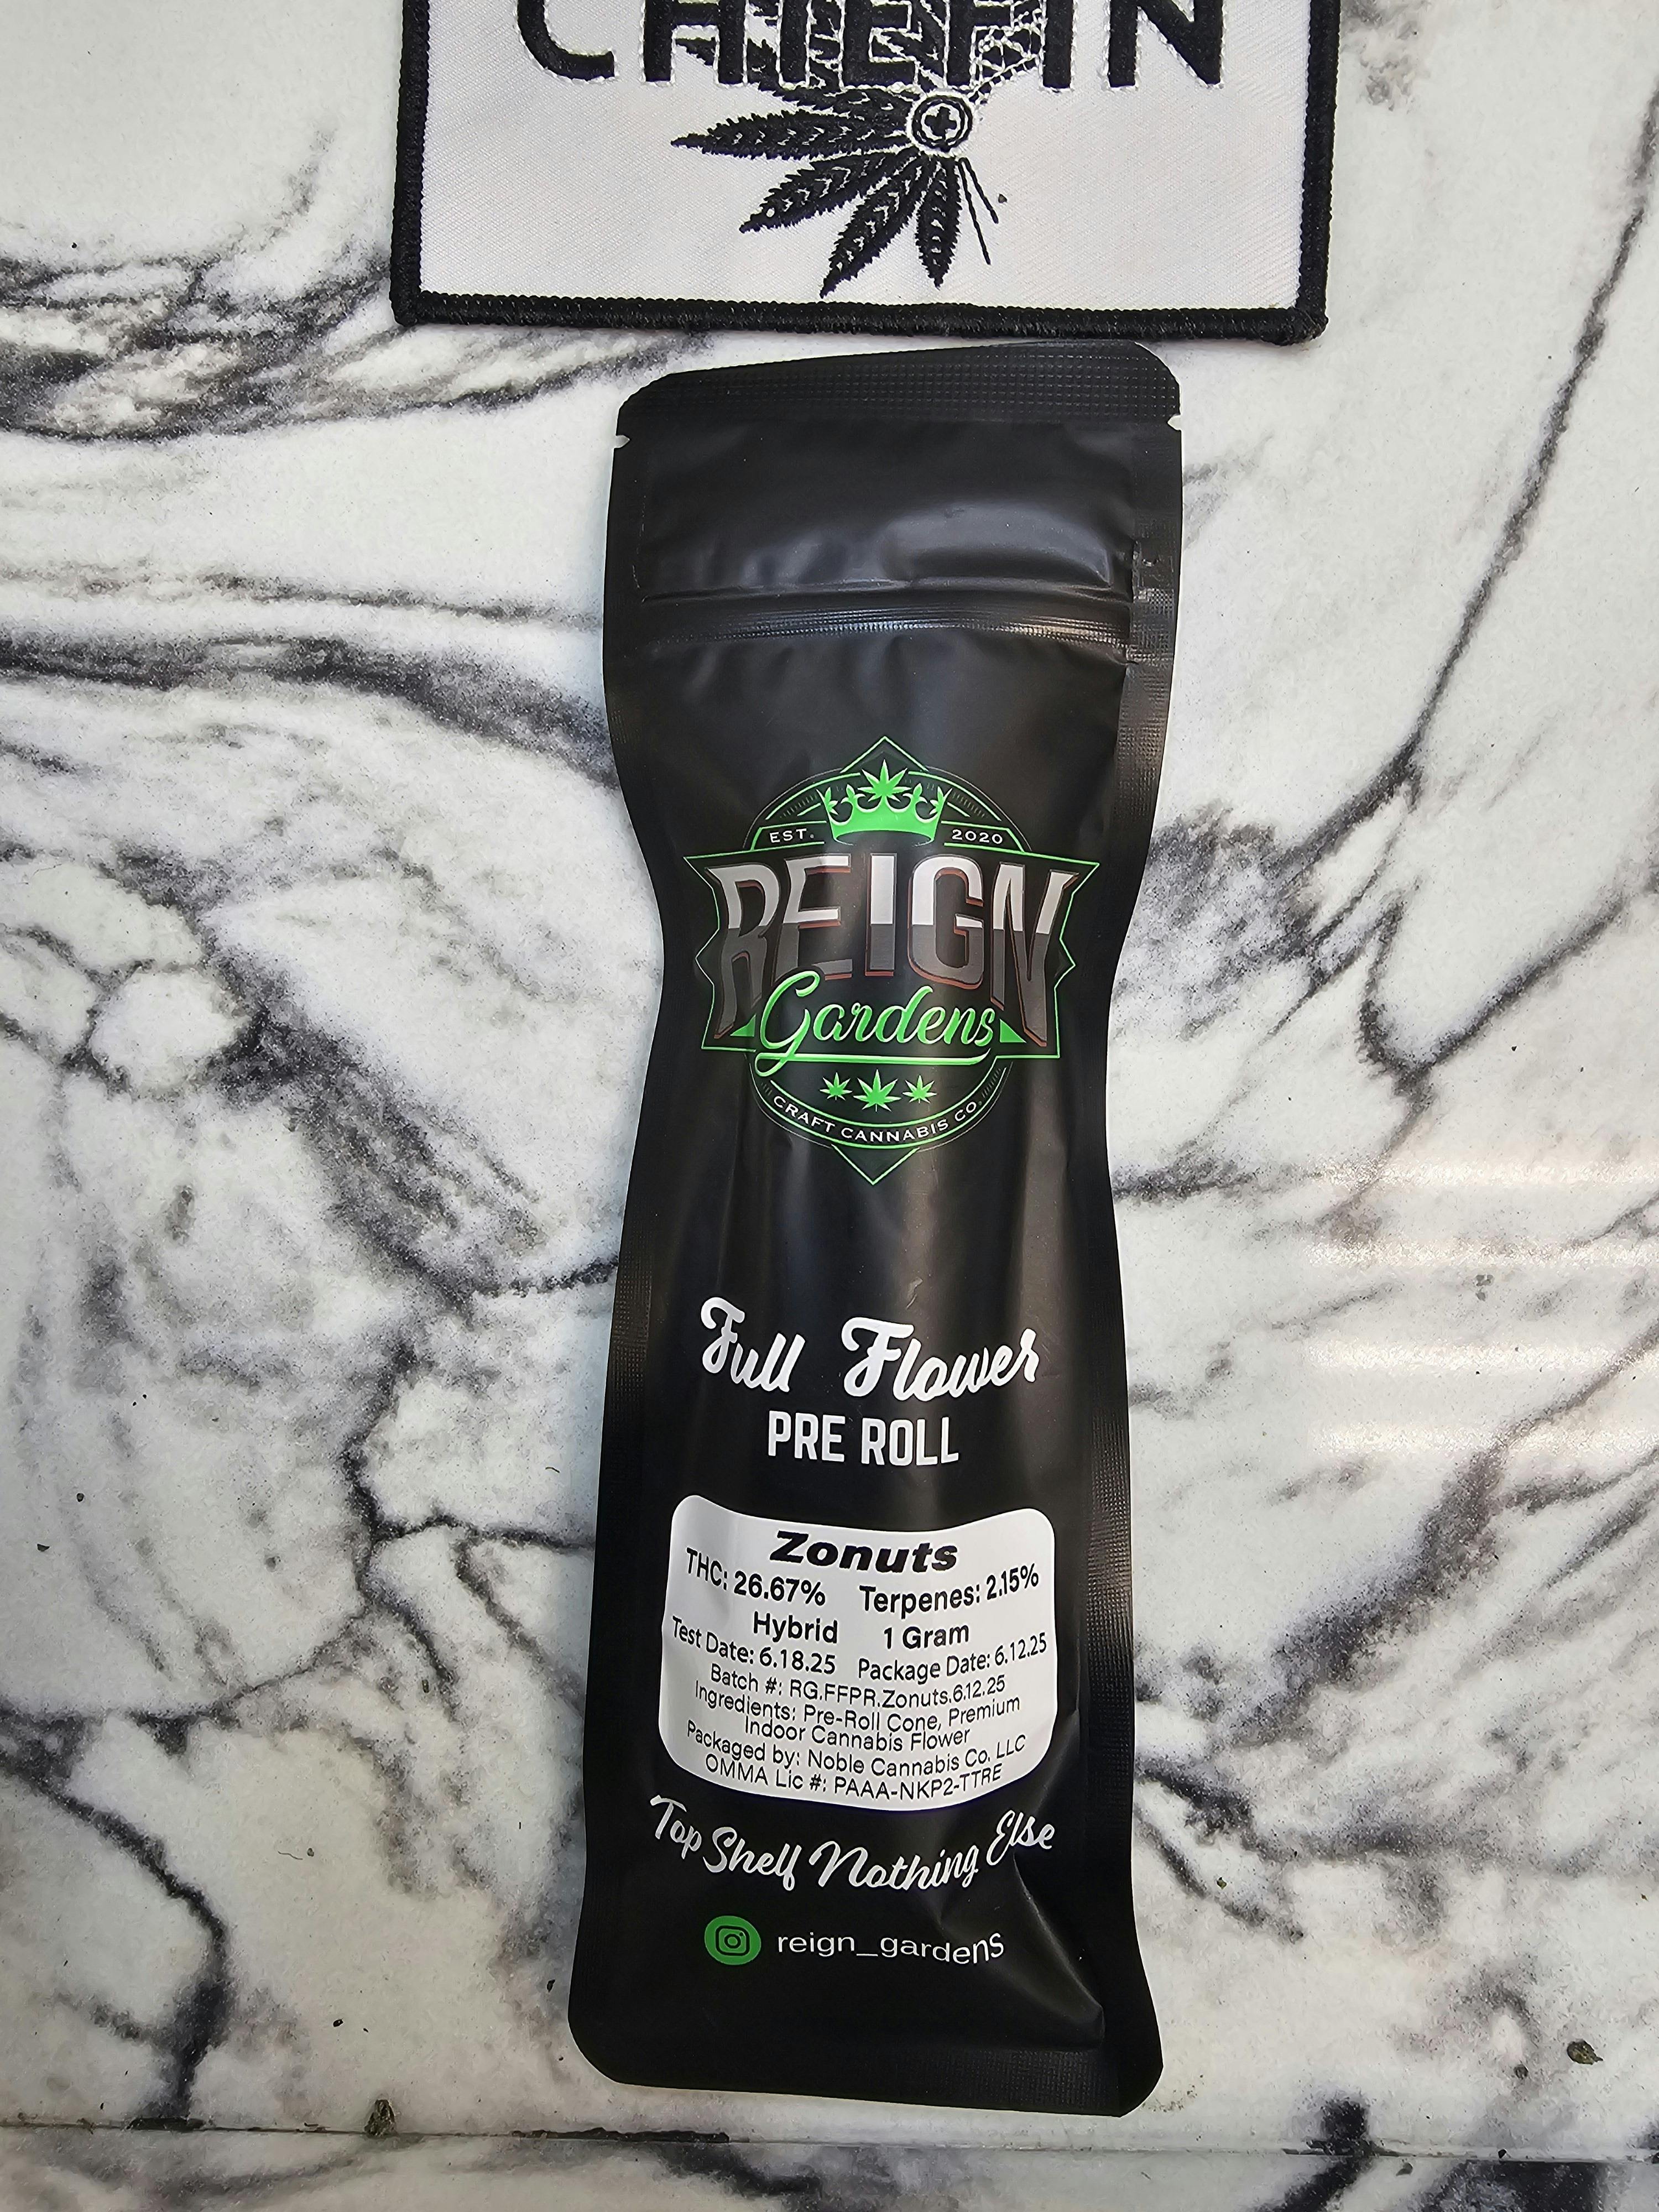 CHIEFIN
EST. 2020
REIGN
Gardens
CRAFT CANNABIS CO.
Full Flower
PRE ROLL
Zonuts
THC: 26.67% Terpenes: 2.15%
Hybrid 1 Gram
Test Date: 6.18.25 Package Date: 6.12.25
Batch #: RG.FFPR.Zonuts.6.12.25
Ingredients: Pre-Roll Cone, Premium
Indoor Cannabis Flower
Packaged by: Noble Cannabis Co. LLC
OMMA Lic #: PAAA-NKP2-TTRE
Top Shelf Nothing Else
reign_gardens